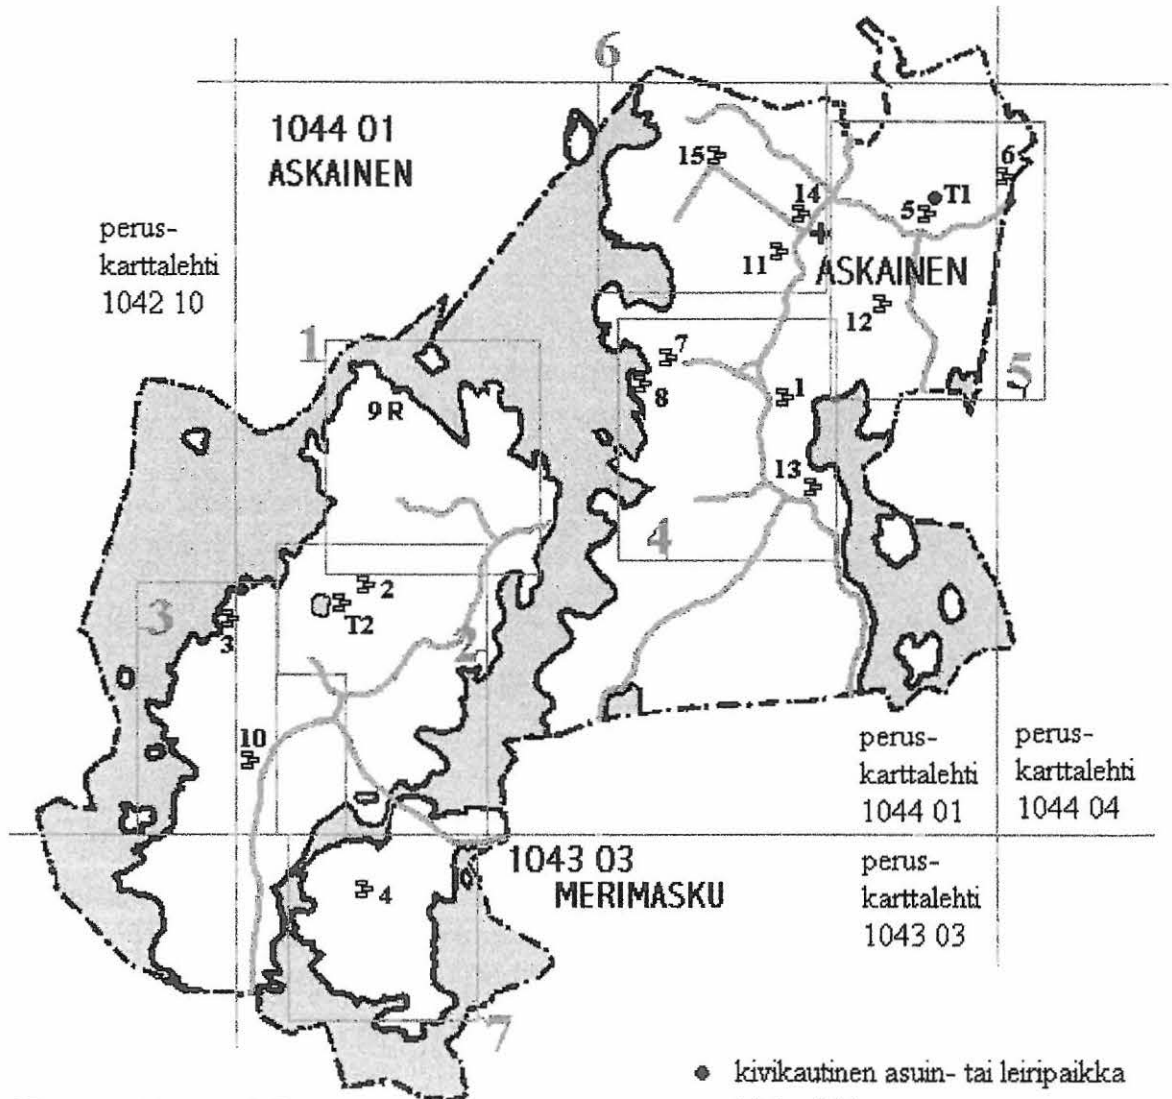 6
1044 01
ASKAINEN
15
6
14
5
T1
perus-
karttalehti
1042 10
11
ASKAINEN
12
1
7
8
5
9 R
1
13
4
2
3
T2
3
2
10
perus-
karttalehti
1044 01
perus-
karttalehti
1044 04
1043 03
MERIMASKU
perus-
karttalehti
1043 03
4
7
kivikautinen asuin- tai leiripaikka